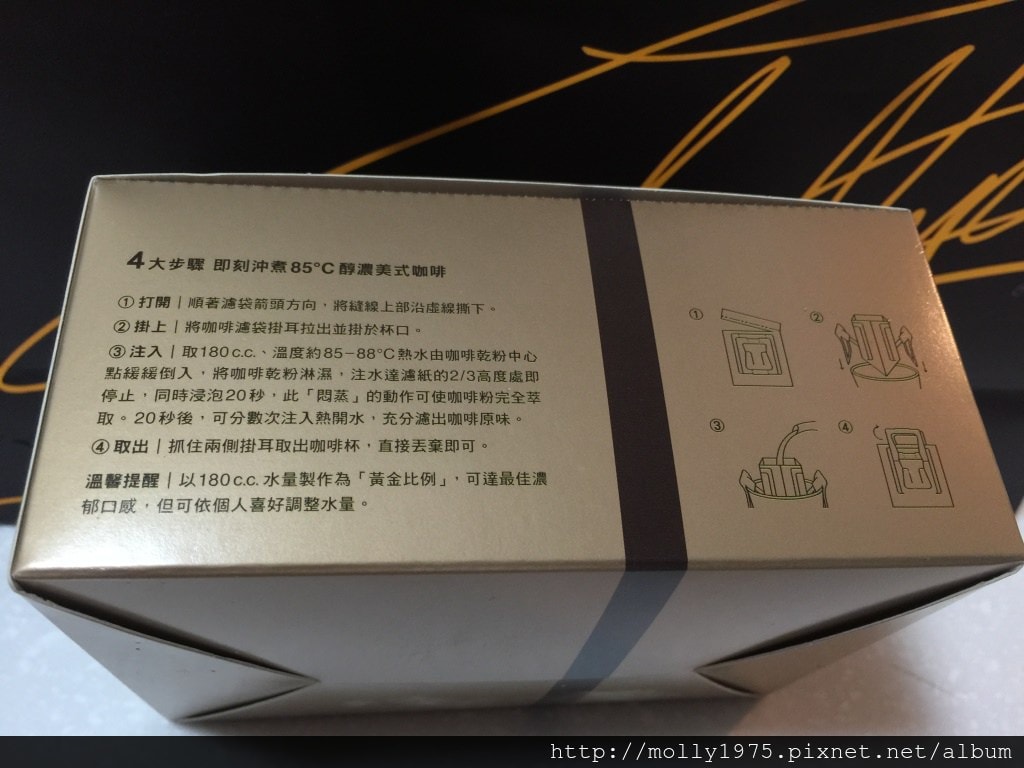 4大步驟 即刻沖煮85°C醇濃美式咖啡
①打開｜順著濾袋箭頭方向，將縫線上部沿虛線撕下。
②掛上｜將咖啡濾袋掛耳拉出並掛於杯口。
③注入｜取180c.c.、溫度約85-88°C熱水由咖啡乾粉中心
點緩緩倒入，將咖啡乾粉淋濕，注水達濾紙的2/3高度處即
停止，同時浸泡20秒，此「悶蒸」的動作可使咖啡粉完全萃
取。20秒後，可分數次注入熱開水，充分濾出咖啡原味。
④取出｜抓住兩側掛耳取出咖啡杯，直接丟棄即可。
溫馨提醒｜以180c.c.水量製作為「黃金比例」，可達最佳濃
郁口感，但可依個人喜好調整水量。
①
②
③
④
http://molly1975.pixnet.net/album